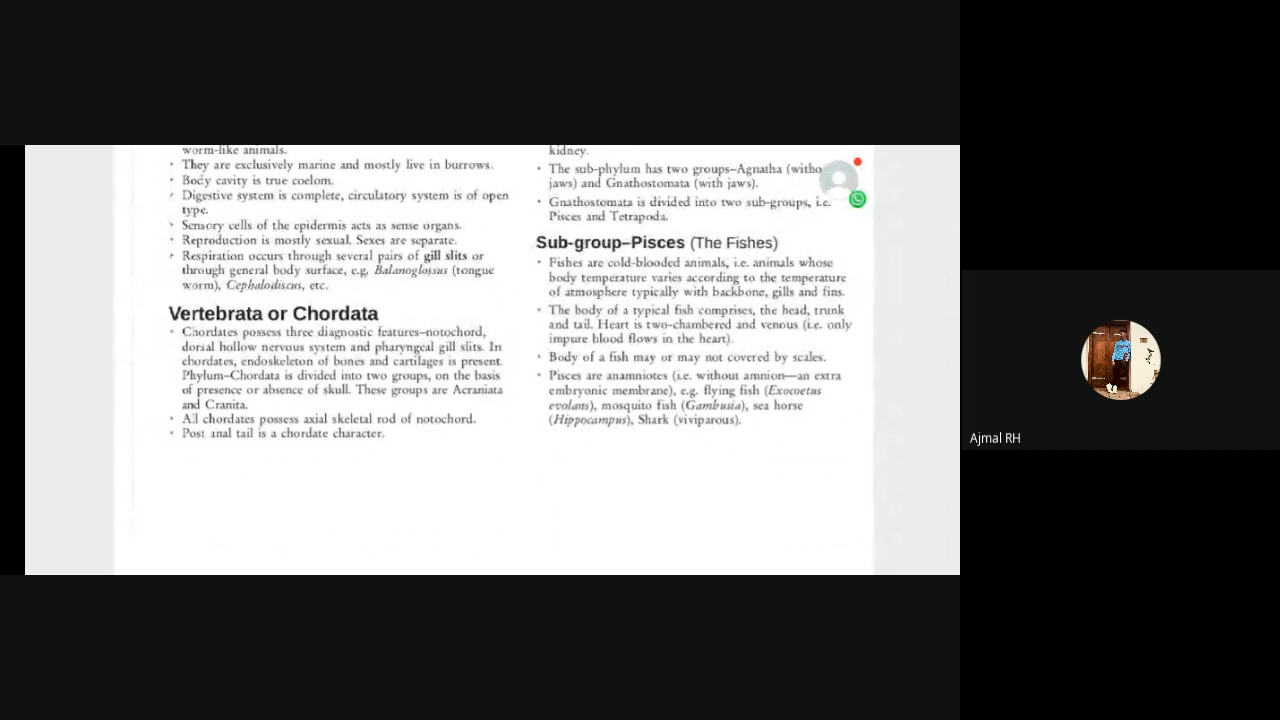 worm-like animals.
• They are exclusively marine and mostly live in burrows.
• Body cavity is true coelom.
• Digestive system is complete, circulatory system is of open
type.
• Sensory cells of the epidermis acts as sense organs.
• Reproduction is mostly sexual. Sexes are separate.
• Respiration occurs through several pairs of gill slits or
through general body surface, e.g. Balanoglossus (tongue
worm), Cephalodiscus, etc.
Vertebrata or Chordata
• Chordates possess three diagnostic features–notochord,
dorsal hollow nervous system and pharyngeal gill slits. In
chordates, endoskeleton of bones and cartilages is present.
Phylum–Chordata is divided into two groups, on the basis
of presence or absence of skull. These groups are Acraniata
and Cranita.
• All chordates possess axial skeletal rod of notochord.
• Post anal tail is a chordate character.
kidney.
• The sub-phylum has two groups–Agnatha (witho
jaws) and Gnathostomata (with jaws).
• Gnathostomata is divided into two sub-groups, i.e.
Pisces and Tetrapoda.
Sub-group–Pisces (The Fishes)
• Fishes are cold-blooded animals, i.e. animals whose
body temperature varies according to the temperature
of atmosphere typically with backbone, gills and fins.
• The body of a typical fish comprises, the head, trunk
and tail. Heart is two-chambered and venous (i.e. only
impure blood flows in the heart).
• Body of a fish may or may not covered by scales.
• Pisces are anamniotes (i.e. without amnion—an extra
embryonic membrane), e.g. flying fish (Exocoetus
evolans), mosquito fish (Gambusia), sea horse
(Hippocampus), Shark (viviparous).
Ajmal RH